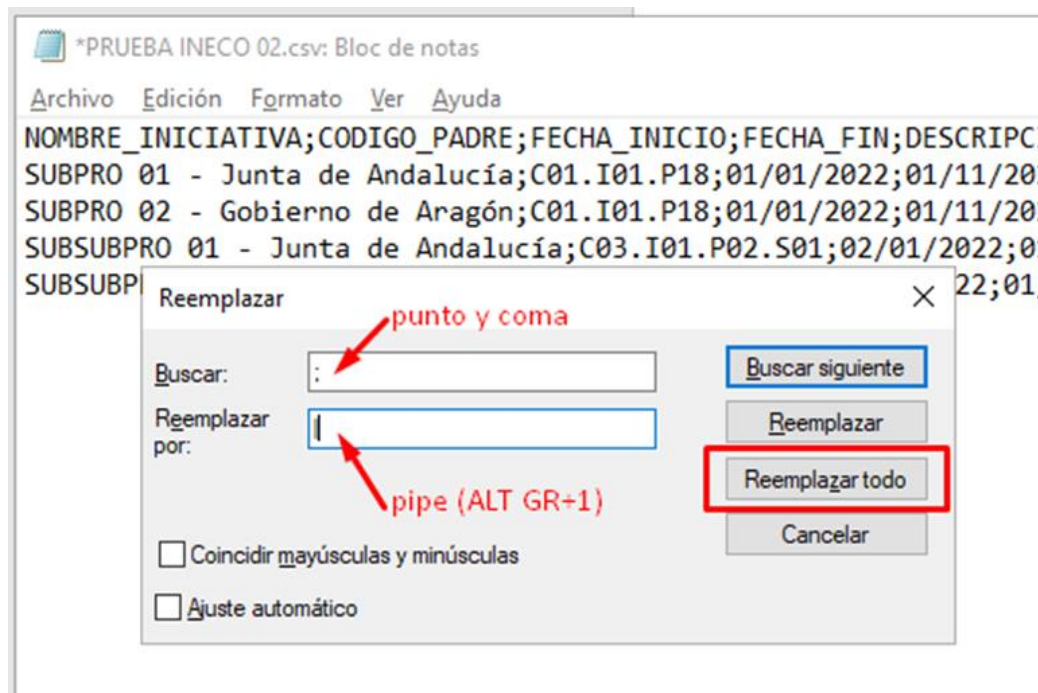 *PRUEBA INECO 02.csv: Bloc de notas
Archivo Edición Formato Ver Ayuda
NOMBRE_INICIATIVA;CODIGO_PADRE;FECHA_INICIO;FECHA_FIN;DESCRIPC
SUBPRO 01 - Junta de Andalucía;C01.I01.P18;01/01/2022;01/11/20
SUBPRO 02 - Gobierno de Aragón;C01.I01.P18;01/01/2022;01/11/20
SUBSUBPRO 01 - Junta de Andalucía;C03.I01.P02.S01;02/01/2022;0
SUBSUBP 22;01
Reemplazar
punto y coma
Buscar: ; Buscar siguiente
Reemplazar por: | Reemplazar
Reemplazar todo
pipe (ALT GR+1)
Cancelar
Coincidir mayúsculas y minúsculas
Ajuste automático